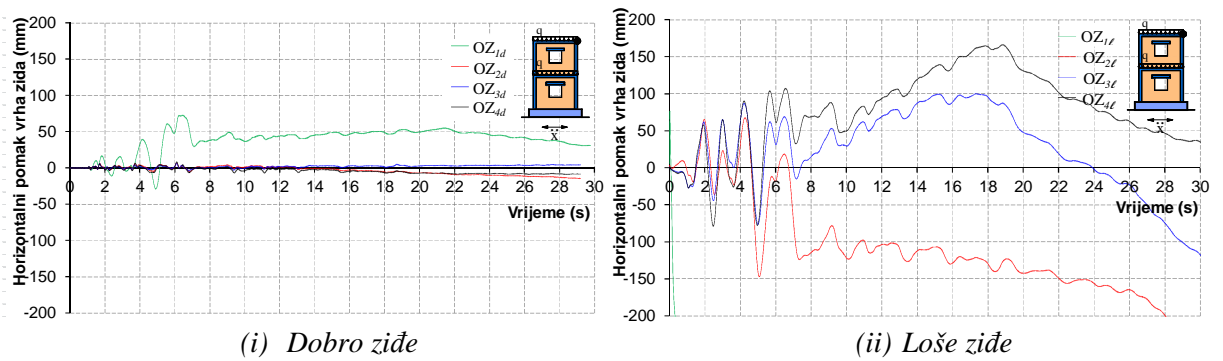 Horizontalni pomak vrha zida (mm)
200
150
100
50
0
-50
-100
-150
-200
0 2 4 6 8 10 12 14 16 18 20 22 24 26 28 30
Vrijeme (s)
OZ1d
OZ2d
OZ3d
OZ4d
q
q
ẍ
(i) Dobro ziđe
Horizontalni pomak vrha zida (mm)
200
150
100
50
0
-50
-100
-150
-200
0 2 4 6 8 10 12 14 16 18 20 22 24 26 28 30
Vrijeme (s)
OZ1ℓ
OZ2ℓ
OZ3ℓ
OZ4ℓ
q
q
ẍ
(ii) Loše ziđe